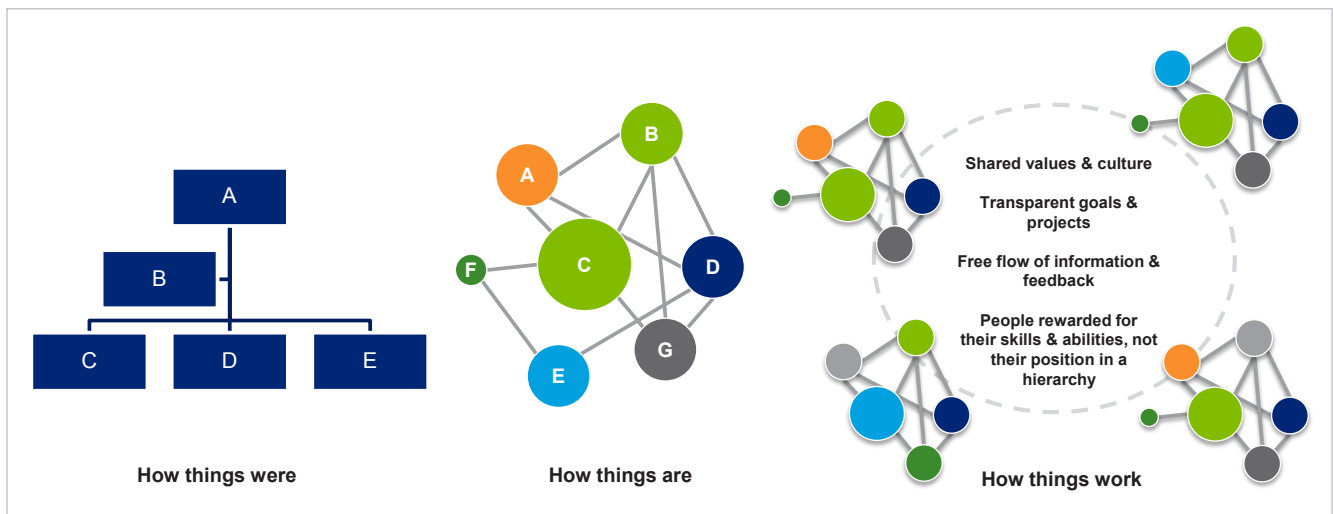 A
B
C
D
E
How things were
A
B
C
D
E
F
G
How things are
Shared values & culture
Transparent goals &
projects
Free flow of information &
feedback
People rewarded for
their skills & abilities, not
their position in a
hierarchy
How things work